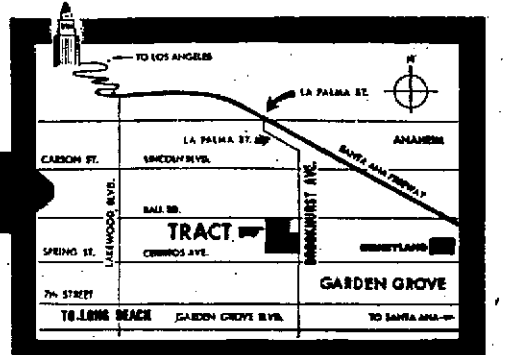 TO LOS ANGELES
N
LA PALMA ST.
LA PALMA ST.
ANAHEIM
CARSON ST.
LINCOLN BLVD.
SANTA ANA FREEWAY
LAKEWOOD BLVD.
BROOKHURST AVE.
BALL RD.
TRACT
SPRING ST.
CERRITOS AVE.
DISNEYLAND
GARDEN GROVE
7th STREET
TO LONG BEACH
GARDEN GROVE BLVD.
TO SANTA ANA